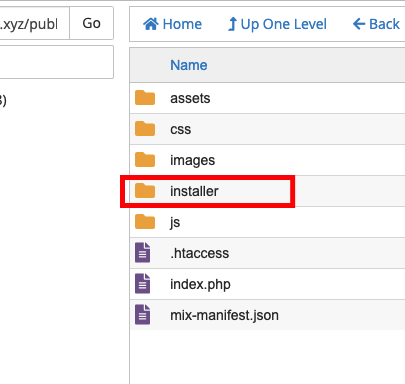 .xyz/publ
Go
Home
Up One Level
Back
3)
Name
assets
css
images
installer
js
.htaccess
index.php
mix-manifest.json